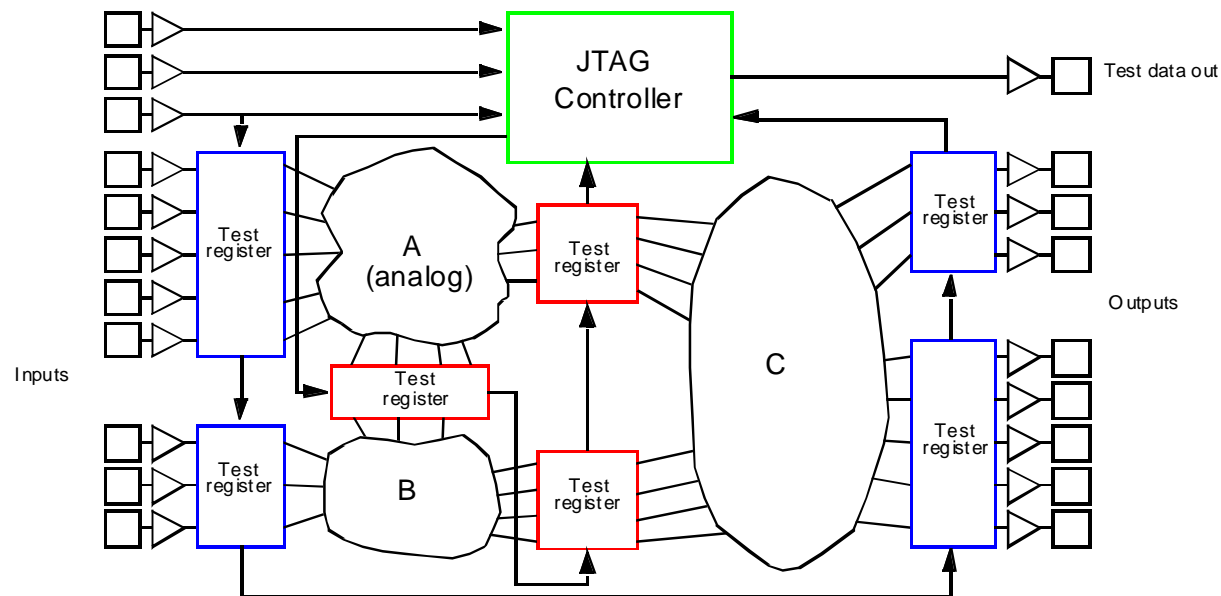 JTAG
Controller
Test data out
Test
register
A
(analog)
Test
register
Test
register
Test
register
C
Outputs
Inputs
Test
register
Test
register
B
Test
register
Test
register